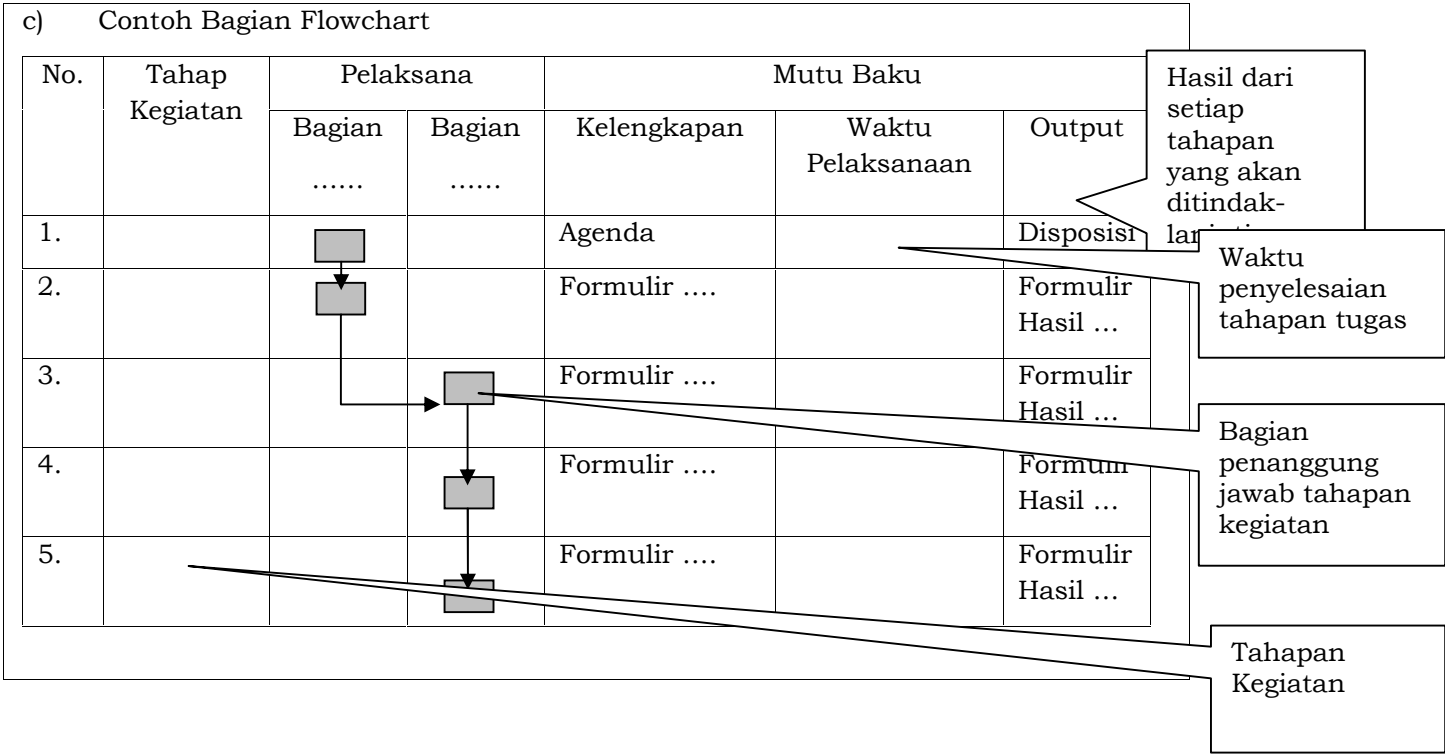 c) Contoh Bagian Flowchart
No. Tahap Kegiatan Pelaksana Mutu Baku
Bagian Bagian Kelengkapan Waktu Pelaksanaan Output
...... ......
1. Agenda Disposisi
2. Formulir .... Formulir
Hasil ...
3. Formulir .... Formulir
Hasil ...
4. Formulir .... Formulir
Hasil ...
5. Formulir .... Formulir
Hasil ...
Hasil dari
setiap
tahapan
yang akan
ditindak-
Waktu
penyelesaian
tahapan tugas
Bagian
penanggung
jawab tahapan
kegiatan
Tahapan
Kegiatan